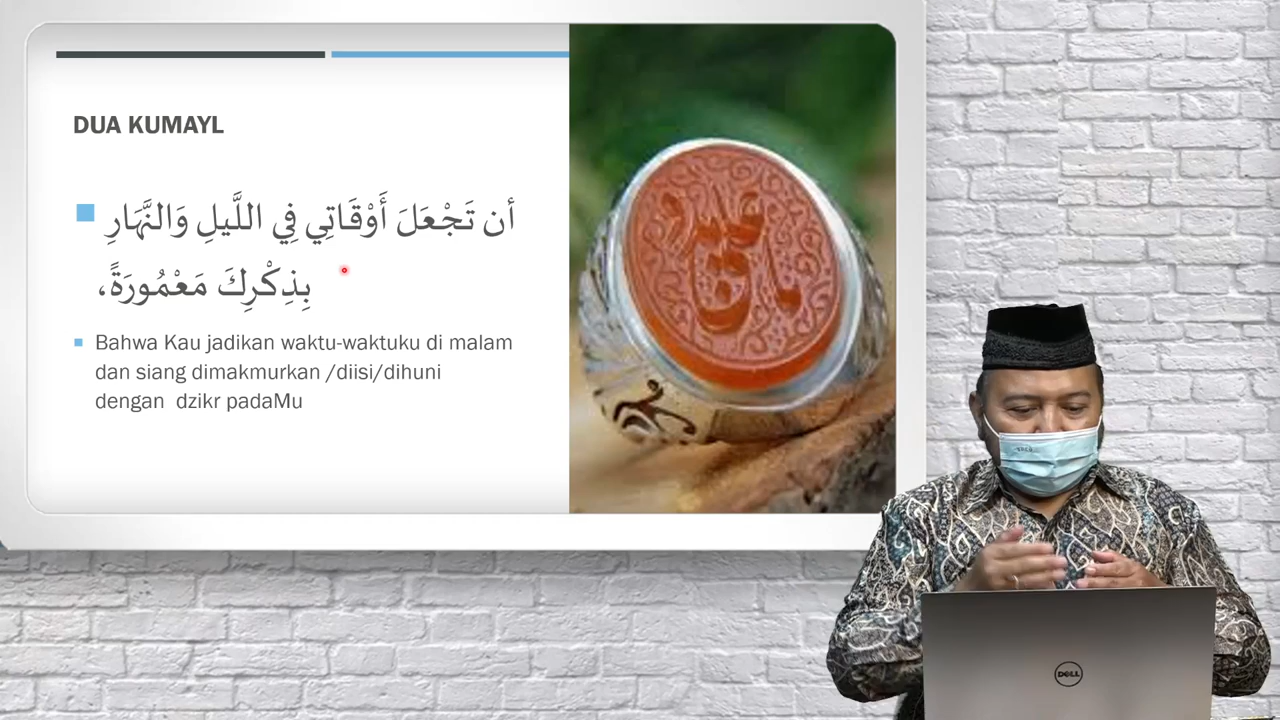 DUA KUMAYL
أن تَجْعَلَ أَوْقَاتِي فِي اللَّيلِ وَالنَّهَارِ
بِذِكْرِكَ مَعْمُورَةً،
Bahwa Kau jadikan waktu-waktuku di malam
dan siang dimakmurkan /diisi/dihuni
dengan dzikr padaMu
DELL